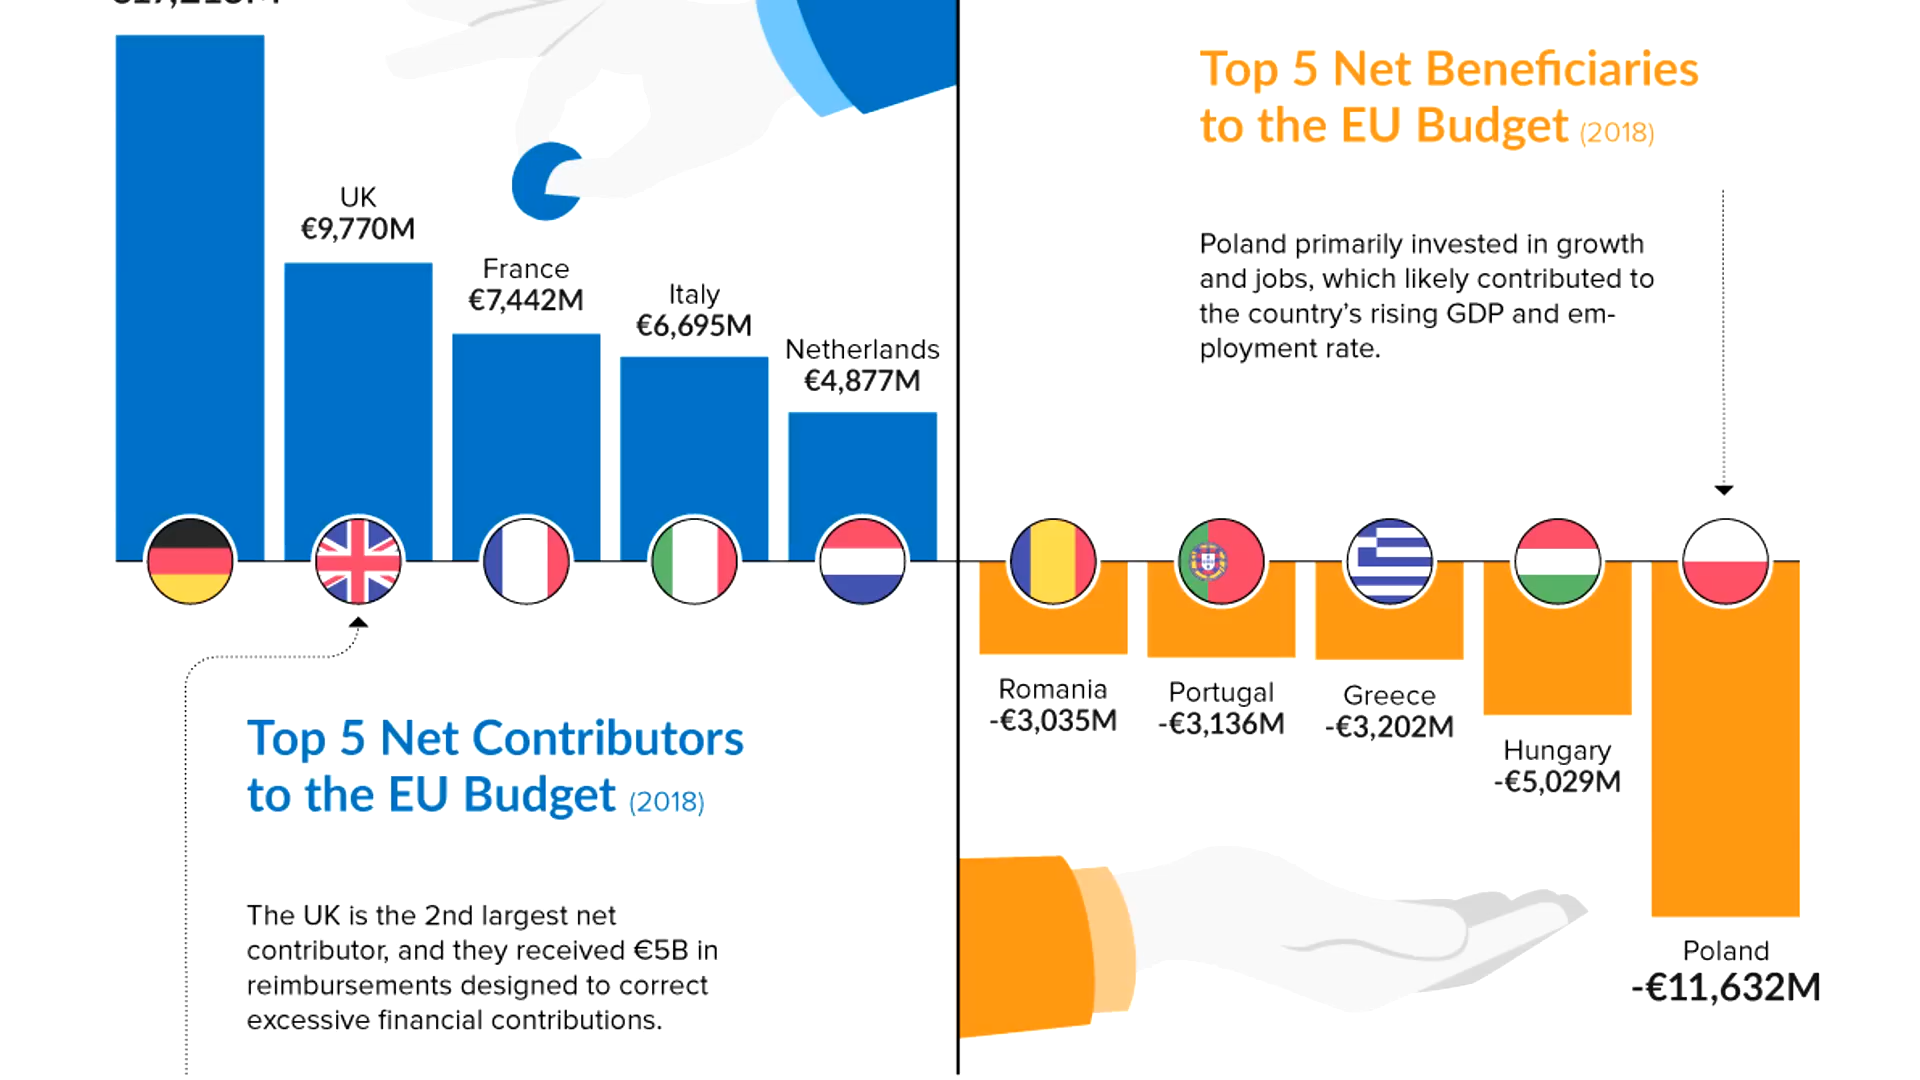 UK
€9,770M
France
€7,442M
Italy
€6,695M
Netherlands
€4,877M
Top 5 Net Contributors
to the EU Budget (2018)
The UK is the 2nd largest net
contributor, and they received €5B in
reimbursements designed to correct
excessive financial contributions.
Top 5 Net Beneficiaries
to the EU Budget (2018)
Poland primarily invested in growth
and jobs, which likely contributed to
the country's rising GDP and em-
ployment rate.
Romania
-€3,035M
Portugal
-€3,136M
Greece
-€3,202M
Hungary
-€5,029M
Poland
-€11,632M